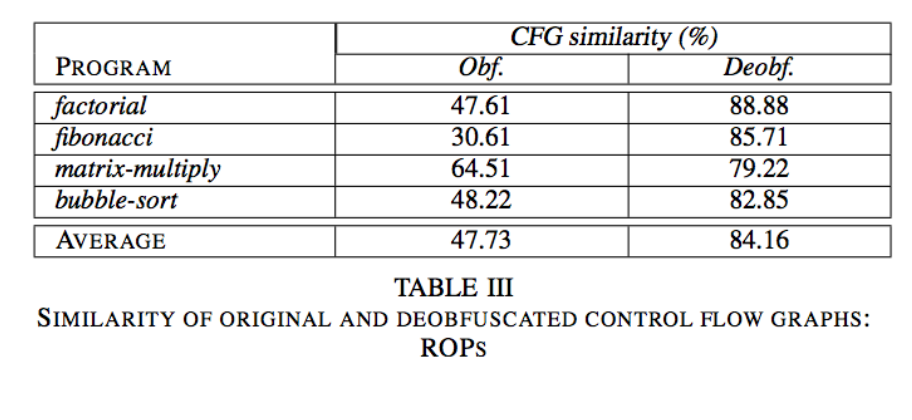 CFG similarity (%)
PROGRAM Obf. Deobf.
factorial 47.61 88.88
fibonacci 30.61 85.71
matrix-multiply 64.51 79.22
bubble-sort 48.22 82.85
AVERAGE 47.73 84.16
TABLE III
SIMILARITY OF ORIGINAL AND DEOBFUSCATED CONTROL FLOW GRAPHS:
ROPS